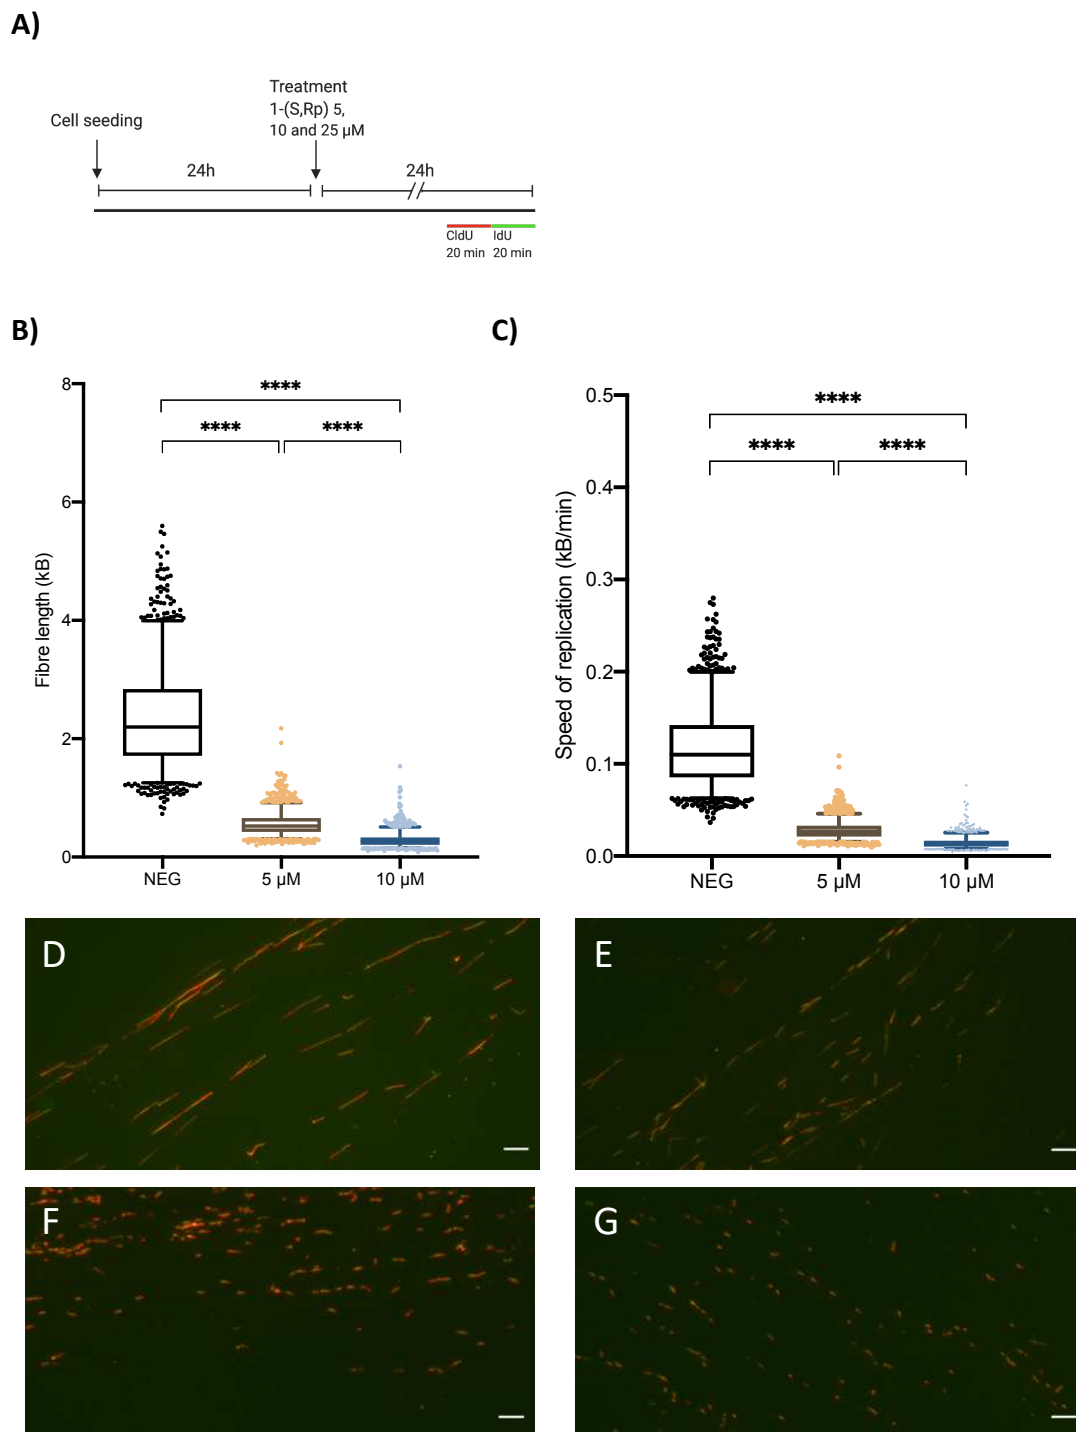 A)
Treatment
1-(S,Rp) 5,
10 and 25 µM
Cell seeding
24h
24h
CldU
20 min
IdU
20 min
B)
C)
Fibre length (kB)
8
6
4
2
0
****
****
****
NEG
5 µM
10 µM
Speed of replication (kB/min)
0.5
0.4
0.3
0.2
0.1
0.0
****
****
****
NEG
5 µM
10 µM
D
E
F
G